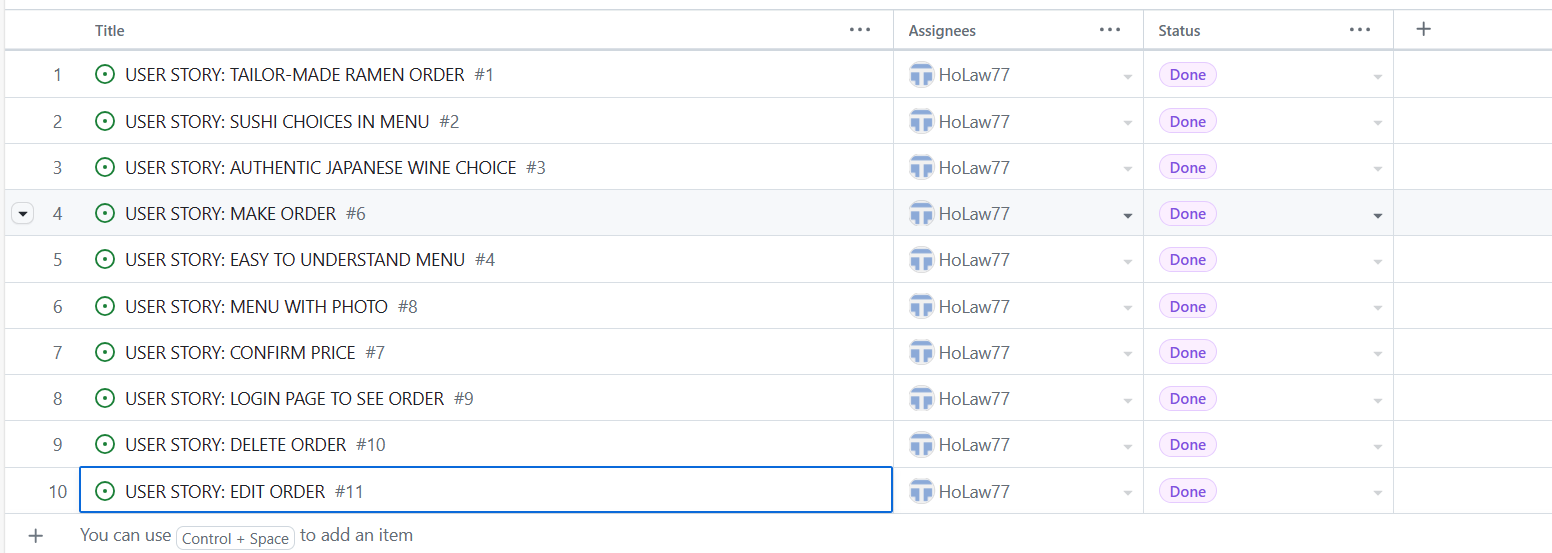 Title ... Assignees ... Status ... +
1 USER STORY: TAILOR-MADE RAMEN ORDER #1 HoLaw77 Done
2 USER STORY: SUSHI CHOICES IN MENU #2 HoLaw77 Done
3 USER STORY: AUTHENTIC JAPANESE WINE CHOICE #3 HoLaw77 Done
4 USER STORY: MAKE ORDER #6 HoLaw77 Done
5 USER STORY: EASY TO UNDERSTAND MENU #4 HoLaw77 Done
6 USER STORY: MENU WITH PHOTO #8 HoLaw77 Done
7 USER STORY: CONFIRM PRICE #7 HoLaw77 Done
8 USER STORY: LOGIN PAGE TO SEE ORDER #9 HoLaw77 Done
9 USER STORY: DELETE ORDER #10 HoLaw77 Done
10 USER STORY: EDIT ORDER #11 HoLaw77 Done
+ You can use Control + Space to add an item